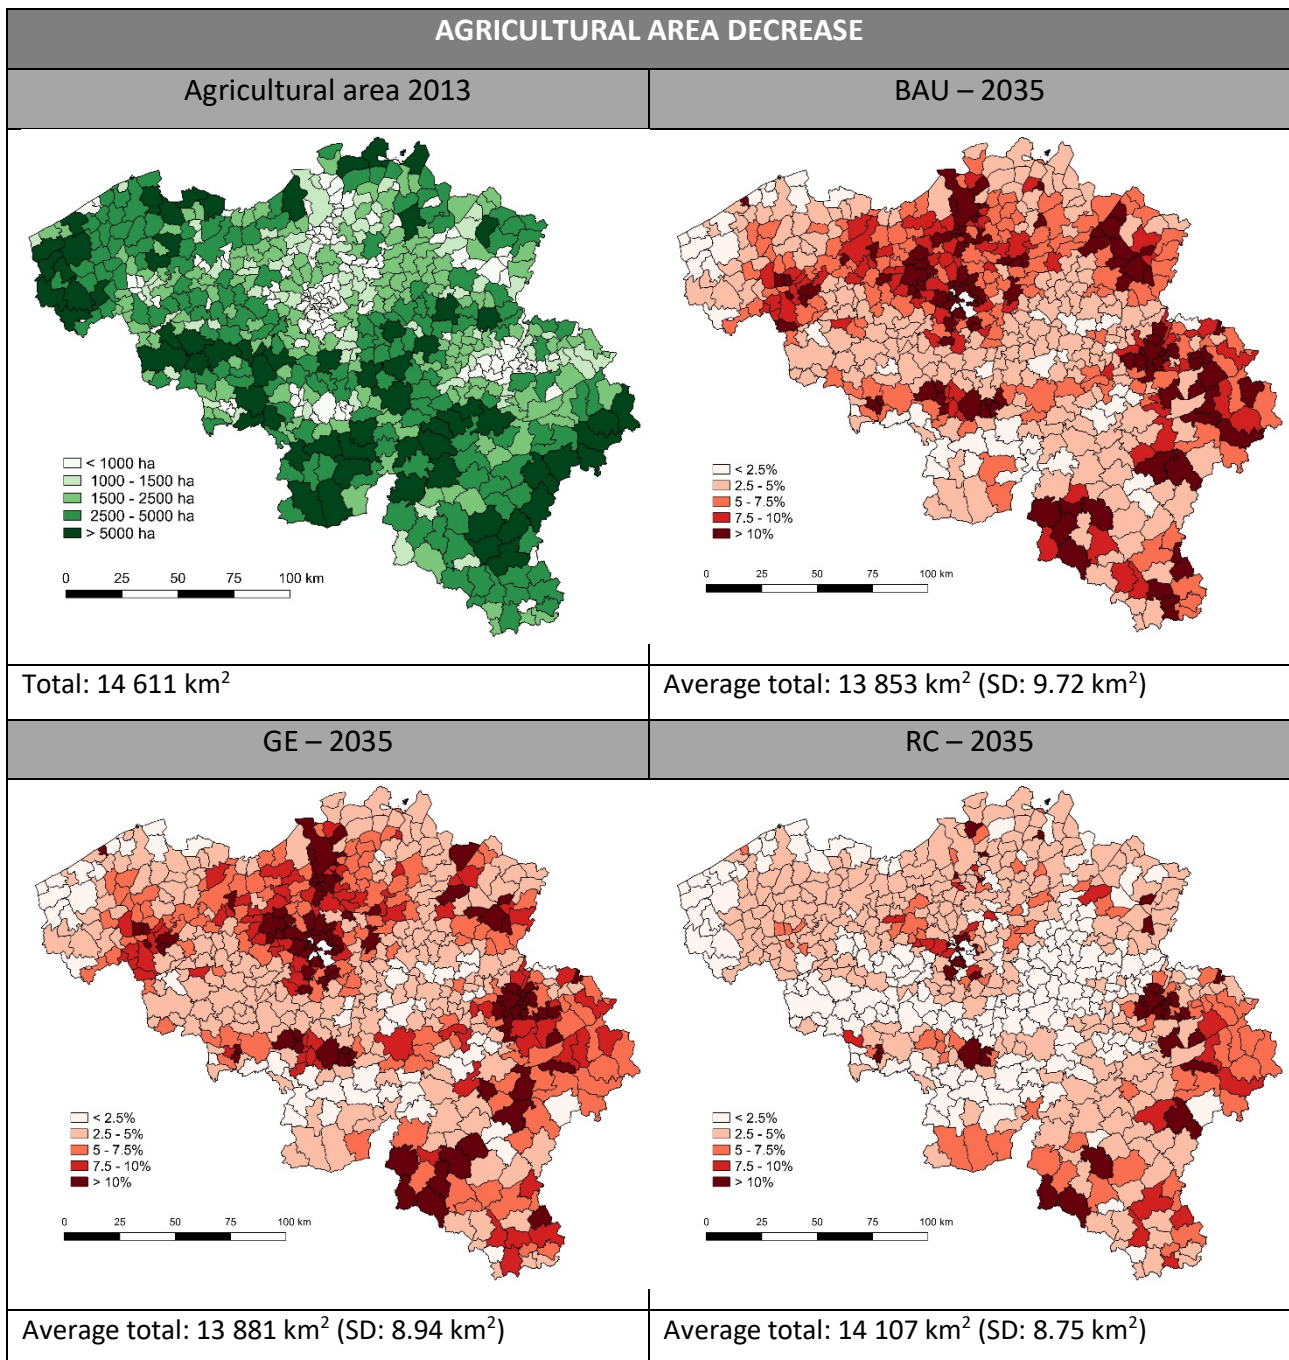 AGRICULTURAL AREA DECREASE
Agricultural area 2013
BAU – 2035
< 1000 ha
1000 - 1500 ha
1500 - 2500 ha
2500 - 5000 ha
> 5000 ha
0 25 50 75 100 km
< 2.5%
2.5 - 5%
5 - 7.5%
7.5 - 10%
> 10%
0 25 50 75 100 km
Total: 14 611 km²
Average total: 13 853 km² (SD: 9.72 km²)
GE – 2035
RC – 2035
< 2.5%
2.5 - 5%
5 - 7.5%
7.5 - 10%
> 10%
0 25 50 75 100 km
< 2.5%
2.5 - 5%
5 - 7.5%
7.5 - 10%
> 10%
0 25 50 75 100 km
Average total: 13 881 km² (SD: 8.94 km²)
Average total: 14 107 km² (SD: 8.75 km²)